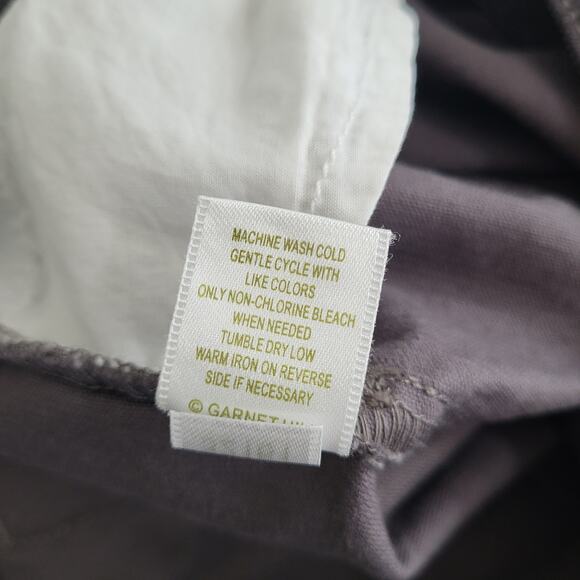 MACHINE WASH COLD
GENTLE CYCLE WITH
LIKE COLORS
ONLY NON-CHLORINE BLEACH
WHEN NEEDED
TUMBLE DRY LOW
WARM IRON ON REVERSE
SIDE IF NECESSARY
© GARNET